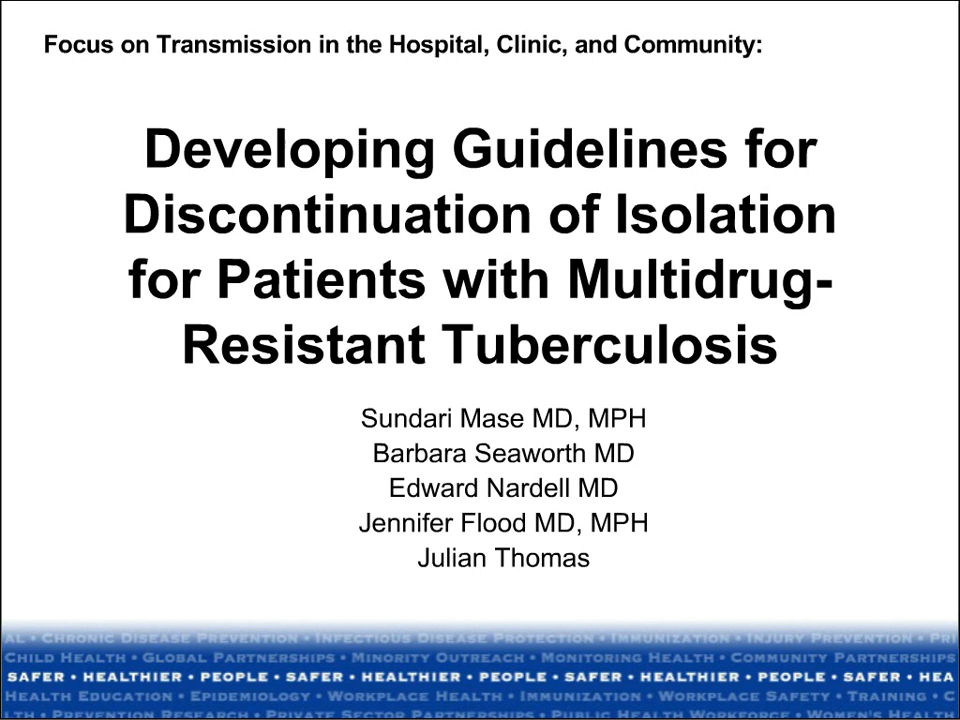 Focus on Transmission in the Hospital, Clinic, and Community:
Developing Guidelines for
Discontinuation of Isolation
for Patients with Multidrug-
Resistant Tuberculosis
Sundari Mase MD, MPH
Barbara Seaworth MD
Edward Nardell MD
Jennifer Flood MD, MPH
Julian Thomas
AL • CHRONIC DISEASE PREVENTION • INFECTIOUS DISEASE PROTECTION • IMMUNIZATION • INJURY PREVENTION • PRI
CHILD HEALTH • GLOBAL PARTNERSHIPS • MINORITY OUTREACH • MONITORING HEALTH • COMMUNITY PARTNERSHIPS
SAFER • HEALTHIER • PEOPLE • SAFER • HEALTHIER • PEOPLE • SAFER • HEALTHIER • PEOPLE • SAFER • HEA
HEALTH EDUCATION • EPIDEMIOLOGY • WORKPLACE HEALTH • IMMUNIZATION • WORKPLACE SAFETY • TRAINING • C
LTH • PREVENTION RESEARCH • PRIVATE SECTOR PARTNERSHIPS • PUBLIC HEALTH WORKFORCE • WOMEN'S HEALTH